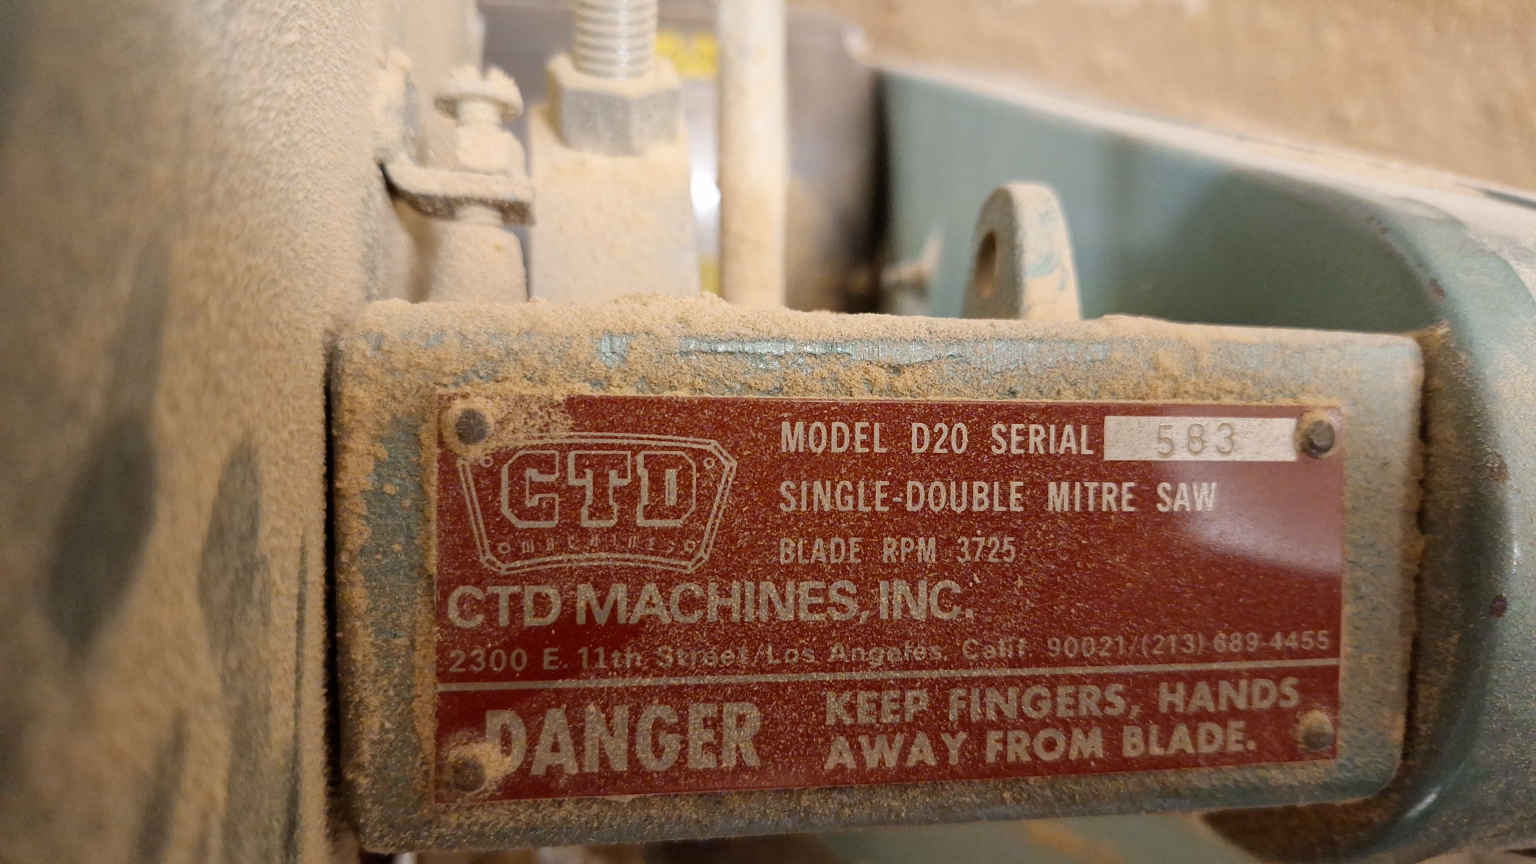 MODEL D20 SERIAL 583
CTD
machines
SINGLE-DOUBLE MITRE SAW
BLADE RPM 3725
CTD MACHINES, INC.
2300 E. 11th Street/Los Angeles, Calif. 90021/(213) 689-4455
DANGER
KEEP FINGERS, HANDS
AWAY FROM BLADE.